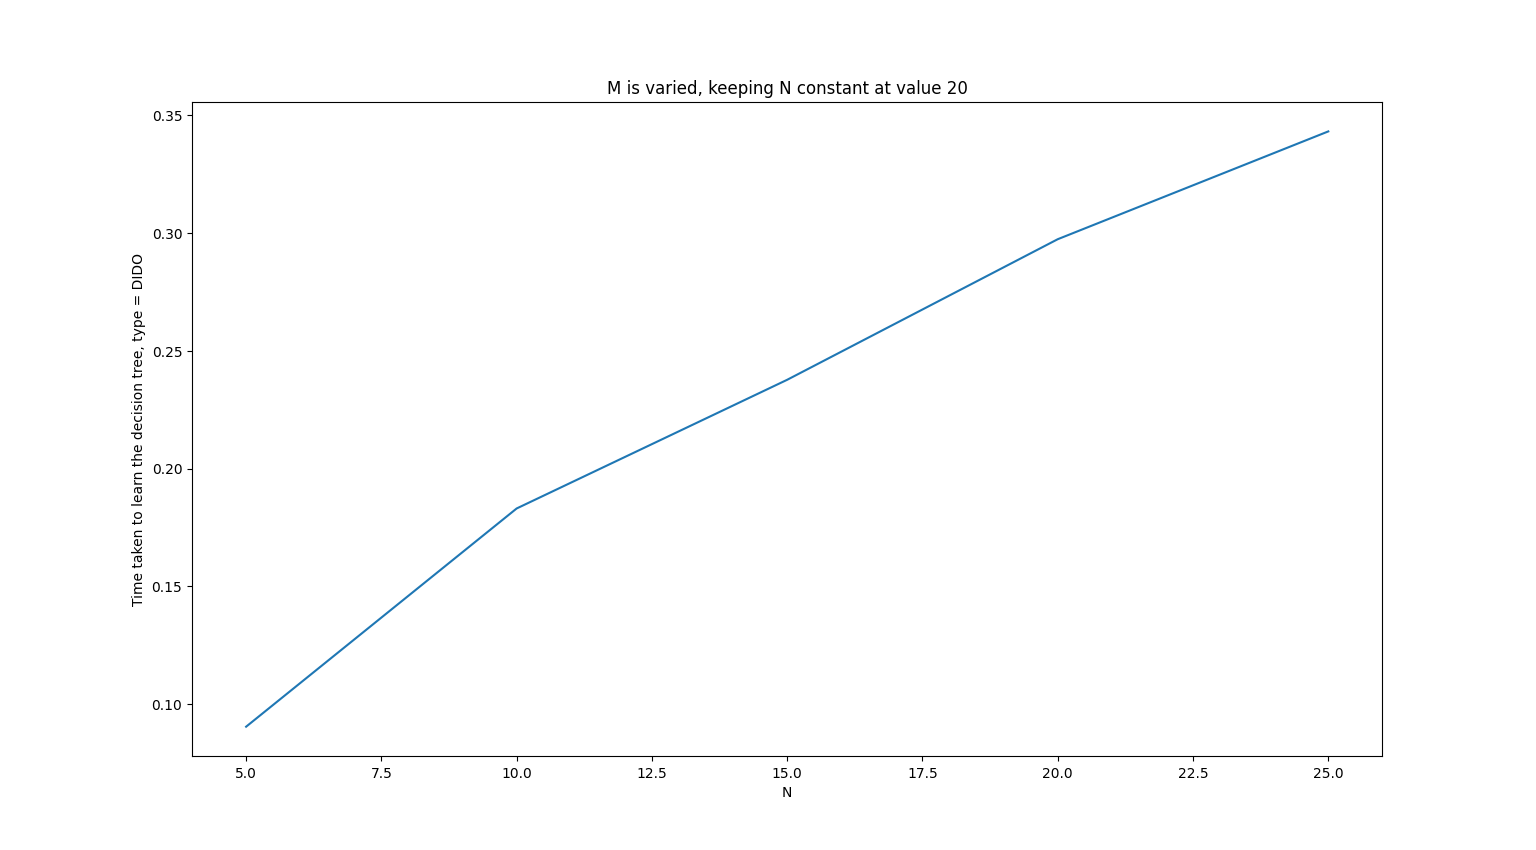 M is varied, keeping N constant at value 20
0.35
0.30
0.25
0.20
0.15
0.10
Time taken to learn the decision tree, type = DIDO
5.0 7.5 10.0 12.5 15.0 17.5 20.0 22.5 25.0
N